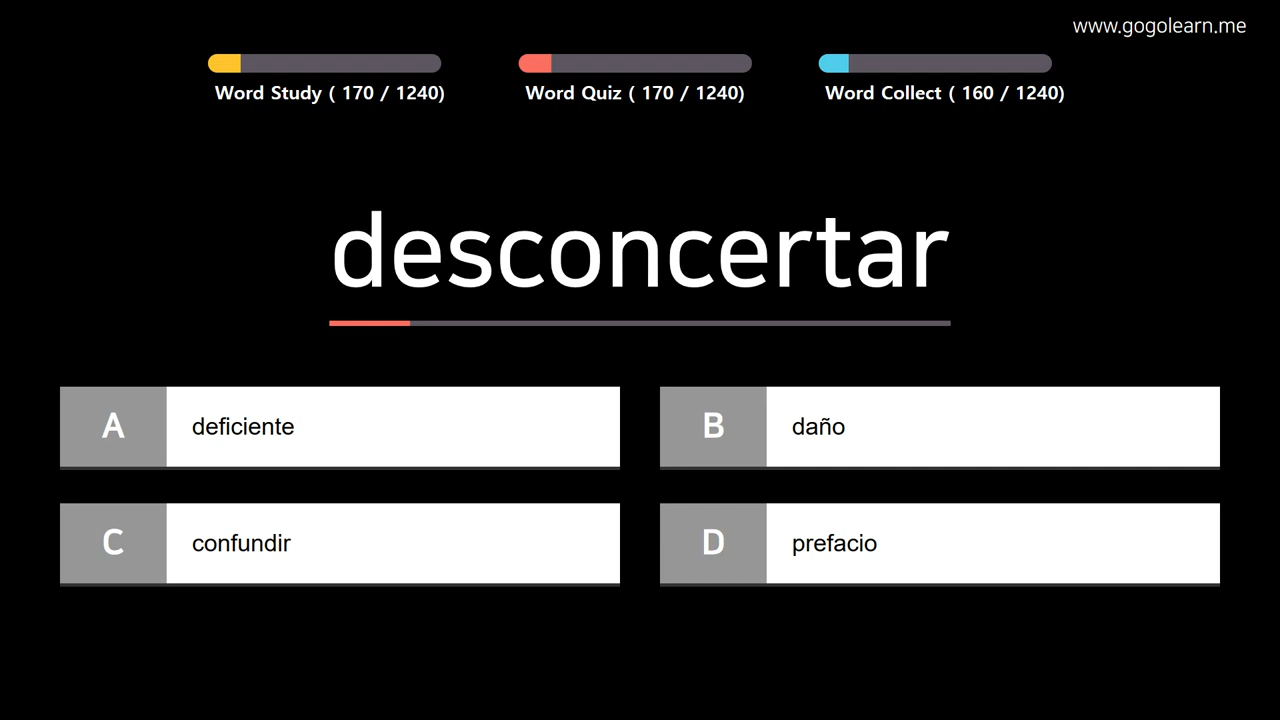 www.gogolearn.me
Word Study ( 170 / 1240)
Word Quiz ( 170 / 1240)
Word Collect ( 160 / 1240)
desconcertar
A deficiente
B daño
C confundir
D prefacio